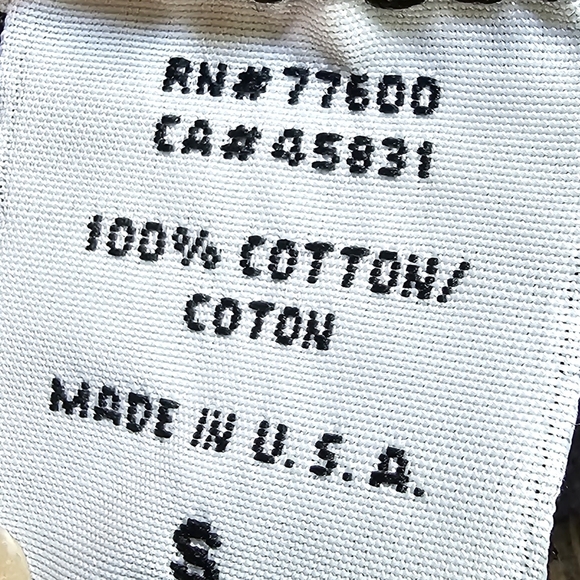 RN# 77600
CA# 45831
100% COTTON/
COTON
MADE IN U.S.A.
S